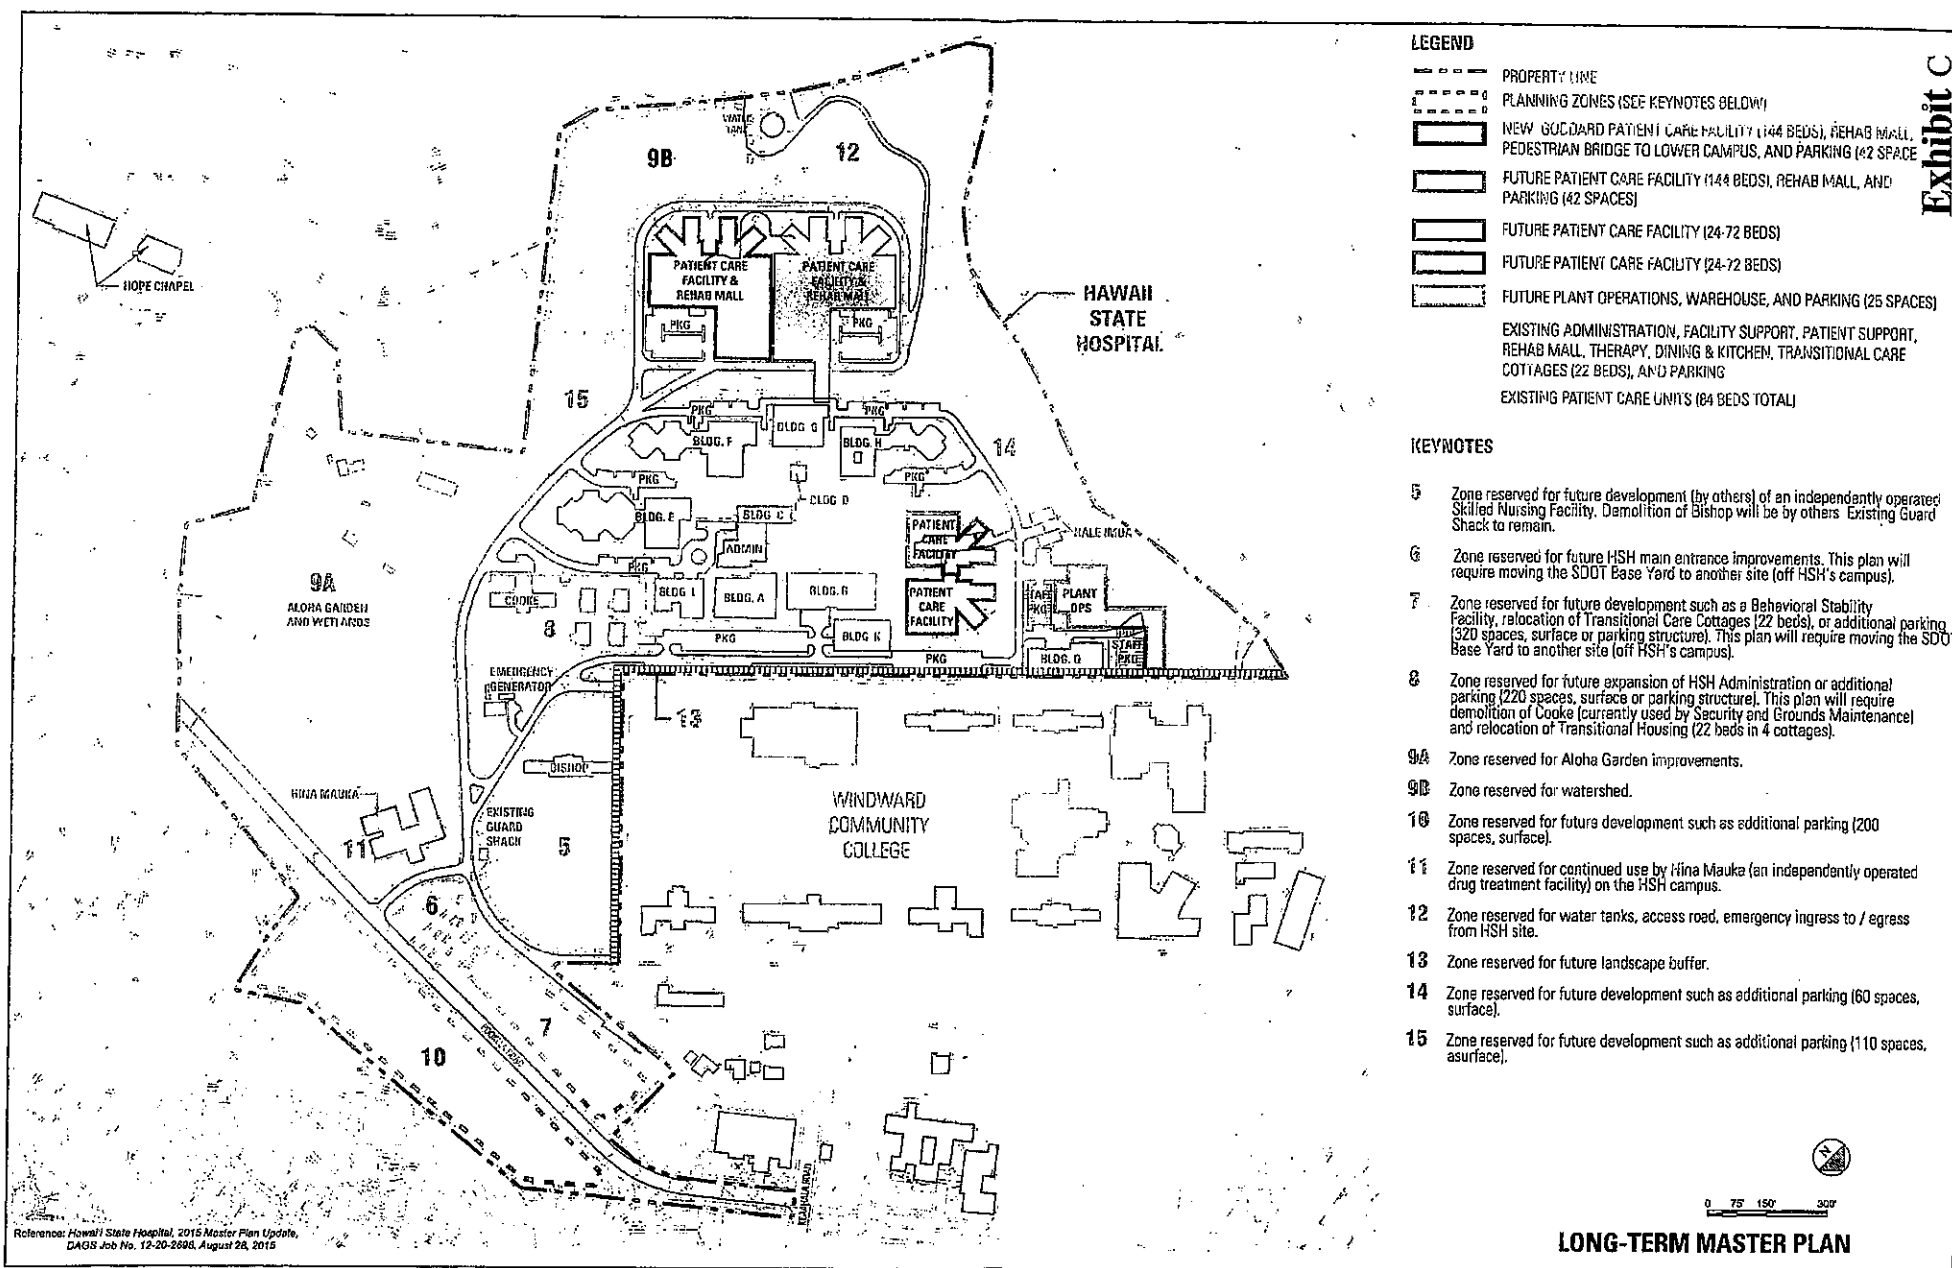 Exhibit C
LEGEND
PROPERTY LINE
PLANNING ZONES (SEE KEYNOTES BELOW)
NEW GODDARD PATIENT CARE FACILITY (144 BEDS), REHAB MALL,
PEDESTRIAN BRIDGE TO LOWER CAMPUS, AND PARKING (42 SPACE
FUTURE PATIENT CARE FACILITY (144 BEDS), REHAB MALL, AND
PARKING (42 SPACES)
FUTURE PATIENT CARE FACILITY (24-72 BEDS)
FUTURE PATIENT CARE FACILITY (24-72 BEDS)
FUTURE PLANT OPERATIONS, WAREHOUSE, AND PARKING (25 SPACES)
EXISTING ADMINISTRATION, FACILITY SUPPORT, PATIENT SUPPORT,
REHAB MALL, THERAPY, DINING & KITCHEN, TRANSITIONAL CARE
COTTAGES (22 BEDS), AND PARKING
EXISTING PATIENT CARE UNITS (84 BEDS TOTAL)
KEYNOTES
5 Zone reserved for future development (by others) of an independently operated
Skilled Nursing Facility. Demolition of Bishop will be by others. Existing Guard
Shack to remain.
6 Zone reserved for future HSH main entrance improvements. This plan will
require moving the SDOT Base Yard to another site (off HSH's campus).
7 Zone reserved for future development such as a Behavioral Stability
Facility, relocation of Transitional Care Cottages (22 beds), or additional parking
(320 spaces, surface or parking structure). This plan will require moving the SDOT
Base Yard to another site (off HSH's campus).
8 Zone reserved for future expansion of HSH Administration or additional
parking (220 spaces, surface or parking structure). This plan will require
demolition of Cooke (currently used by Security and Grounds Maintenance)
and relocation of Transitional Housing (22 beds in 4 cottages).
9A Zone reserved for Aloha Garden improvements.
9B Zone reserved for watershed.
10 Zone reserved for future development such as additional parking (200
spaces, surface).
11 Zone reserved for continued use by Hina Mauka (an independently operated
drug treatment facility) on the HSH campus.
12 Zone reserved for water tanks, access road, emergency ingress to / egress
from HSH site.
13 Zone reserved for future landscape buffer.
14 Zone reserved for future development such as additional parking (60 spaces,
surface).
15 Zone reserved for future development such as additional parking (110 spaces,
asurface).
WATER
TANK
9B
12
HOPE CHAPEL
PATIENT CARE
FACILITY &
REHAB MALL
PATIENT CARE
FACILITY &
REHAB MALL
PKG
PKG
HAWAII
STATE
HOSPITAL
15
PKG
PKG
BLDG. F
BLDG G
BLDG. H
14
PKG
PKG
BLDG D
BLDG. E
BLDG C
ADMIN
PATIENT
CARE
FACILITY
HALE IMUA
9A
ALOHA GARDEN
AND WETLANDS
PKG
COOKE
BLDG. I
BLDG. A
BLDG. B
PATIENT
CARE
FACILITY
PKG
PLANT
OPS
8
PKG
BLDG K
PKG
BLDG. Q
STAFF
PKG
EMERGENCY
GENERATOR
13
BISHOP
HINA MAUKA
EXISTING
GUARD
SHACK
WINDWARD
COMMUNITY
COLLEGE
11
5
6
7
10
KEAAHALA ROAD
Reference: Hawaii State Hospital, 2015 Master Plan Update,
DAGS Job No. 12-20-2698, August 28, 2015
N
0 75' 150' 300'
LONG-TERM MASTER PLAN